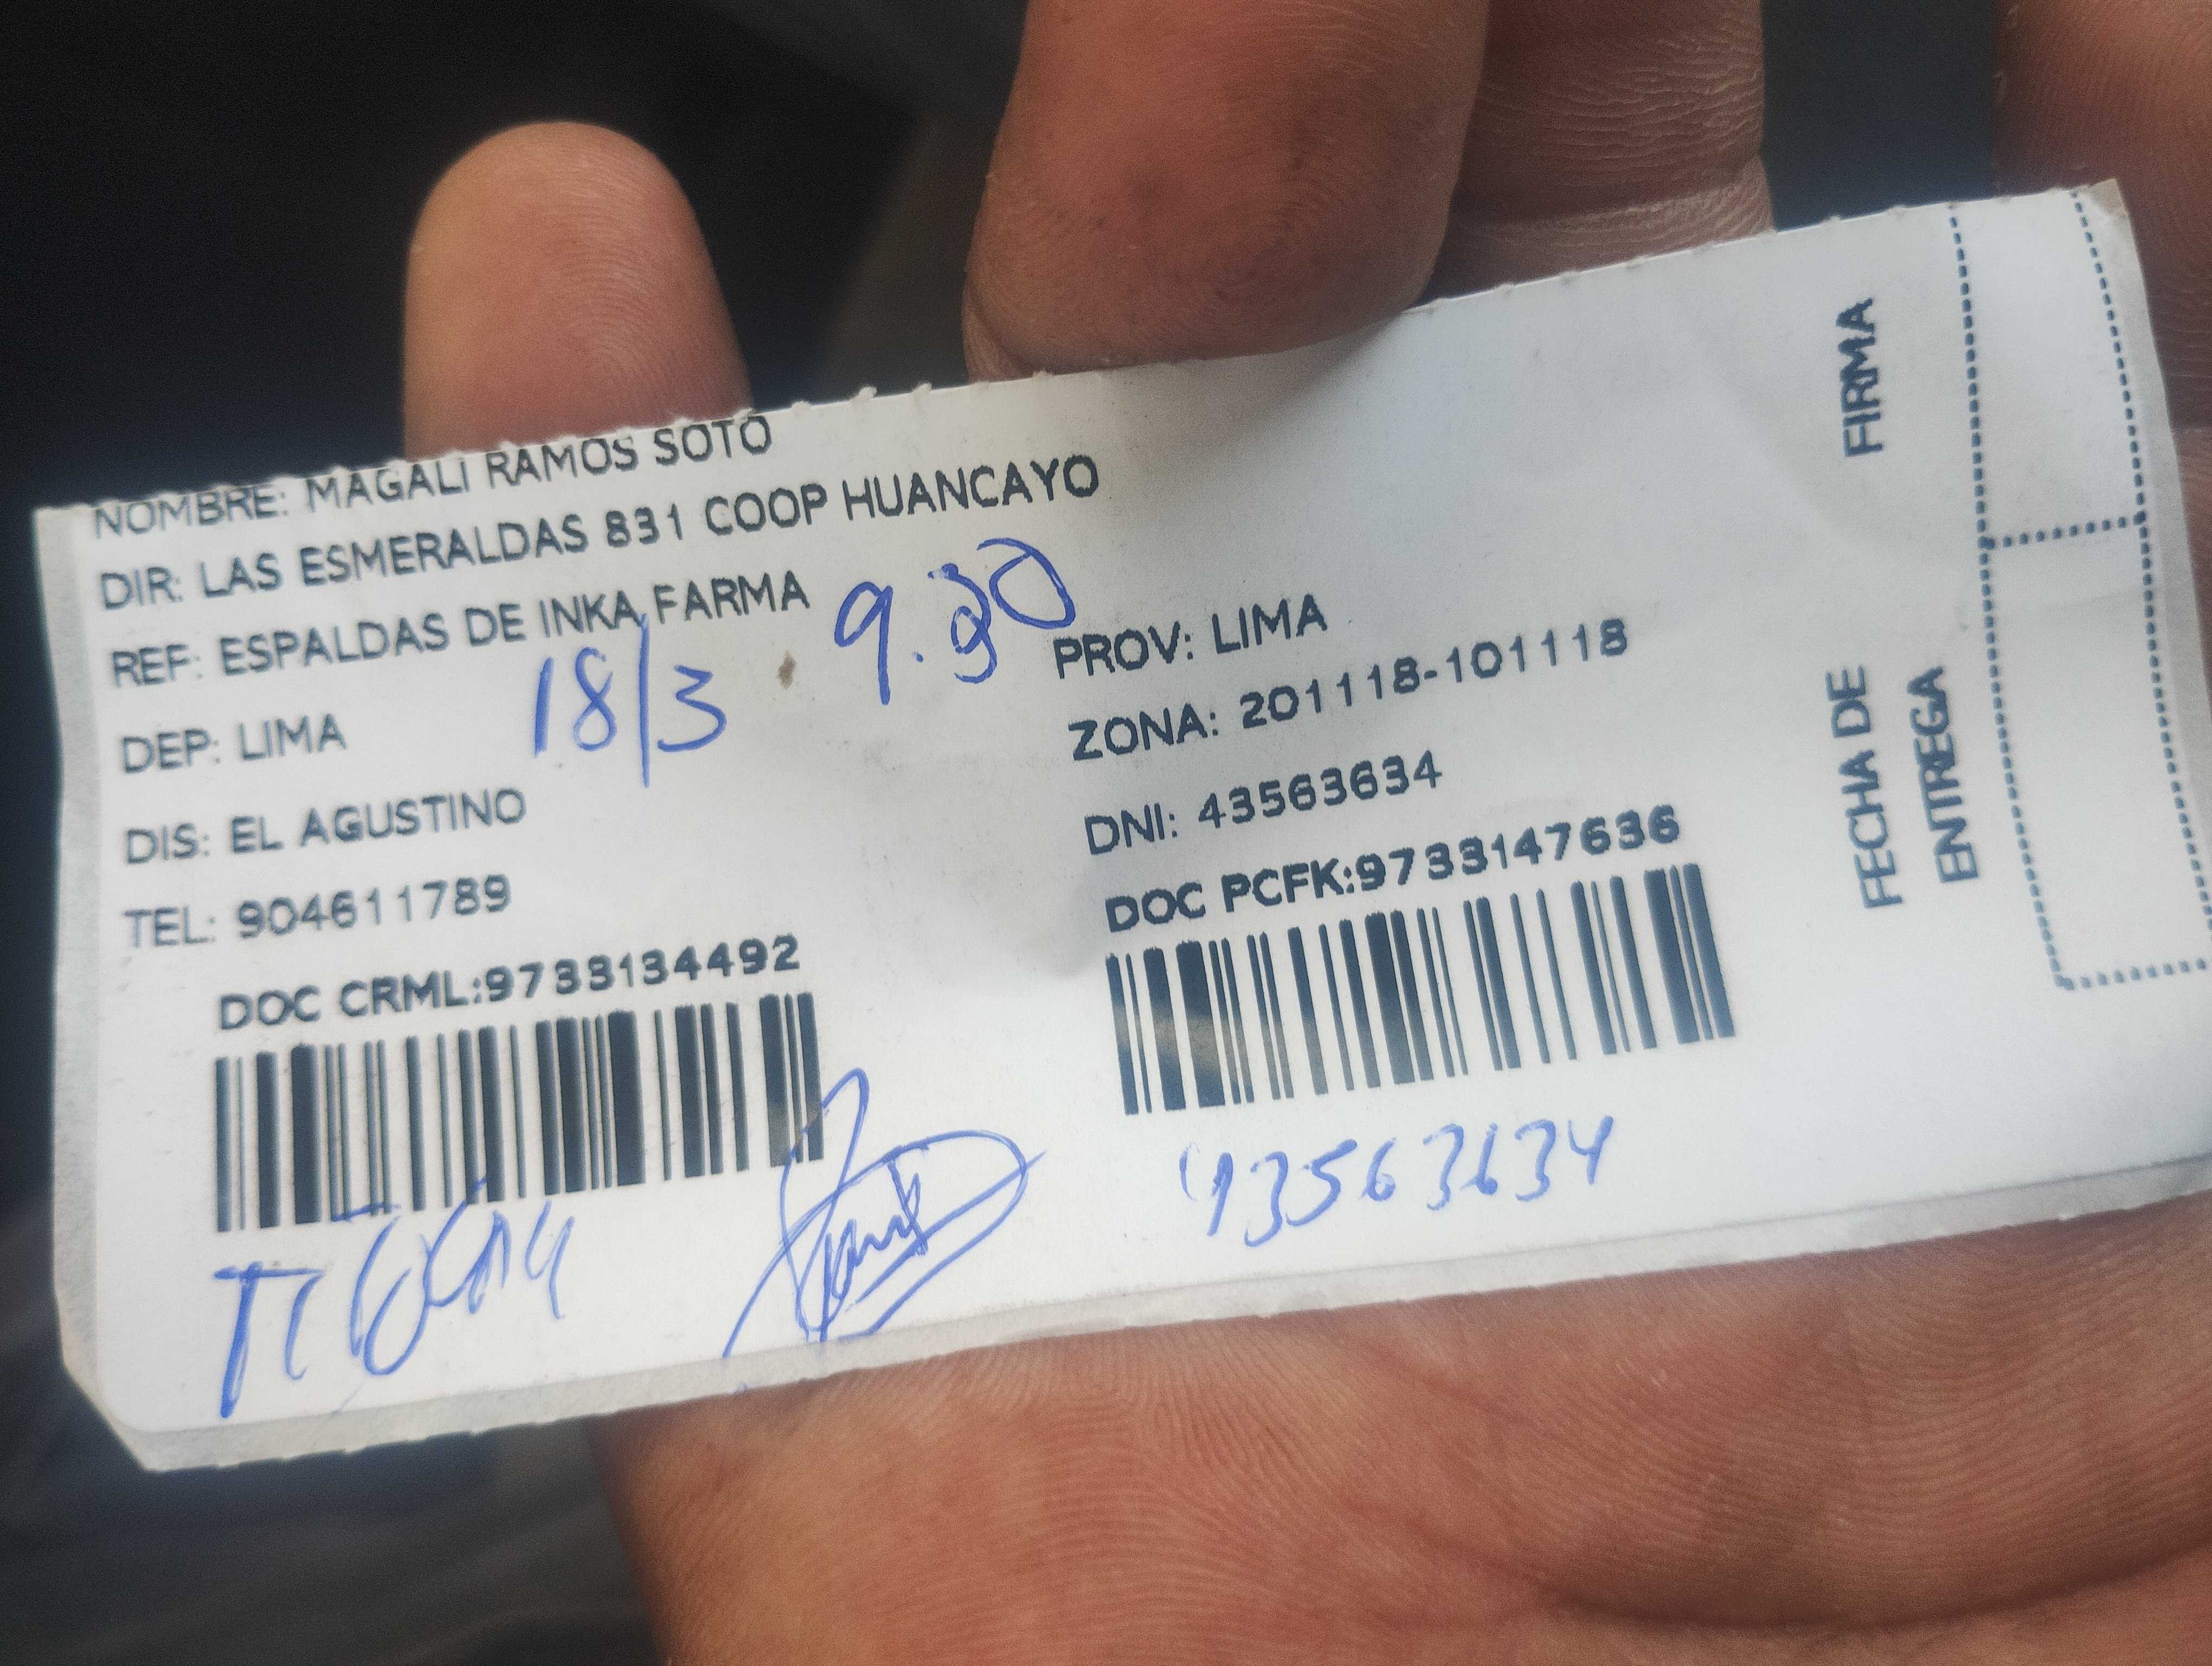 NOMBRE: MAGALI RAMOS SOTO
DIR: LAS ESMERALDAS 831 COOP HUANCAYO
REF: ESPALDAS DE INKA FARMA
9.30
18/3
DEP: LIMA
PROV: LIMA
ZONA: 201118-101118
DIS: EL AGUSTINO
DNI: 43563634
TEL: 904611789
DOC PCFK:9733147636
DOC CRML:9733134492
43563634
FIRMA
FECHA DE
ENTREGA